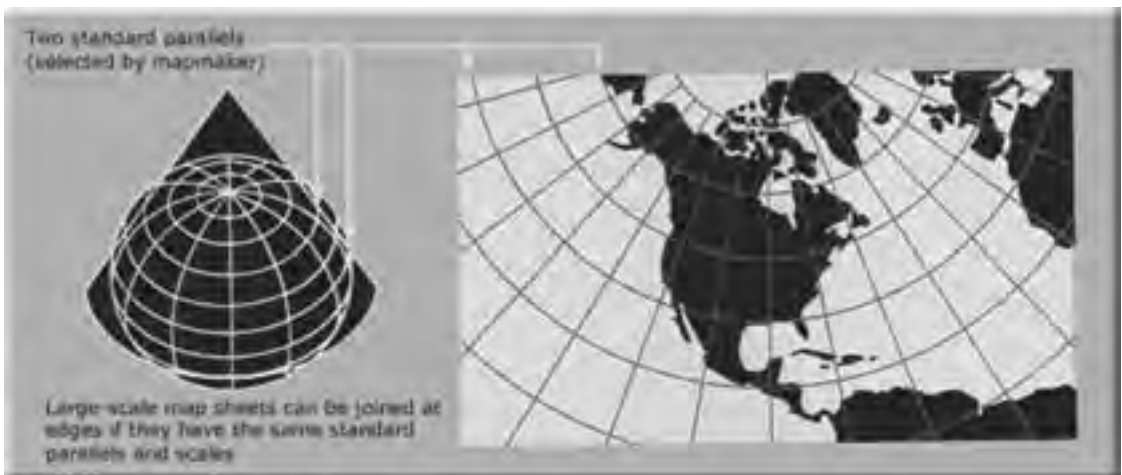 Two standard parallels
(selected by mapmaker)
Large-scale map sheets can be joined at
edges if they have the same standard
parallels and scales